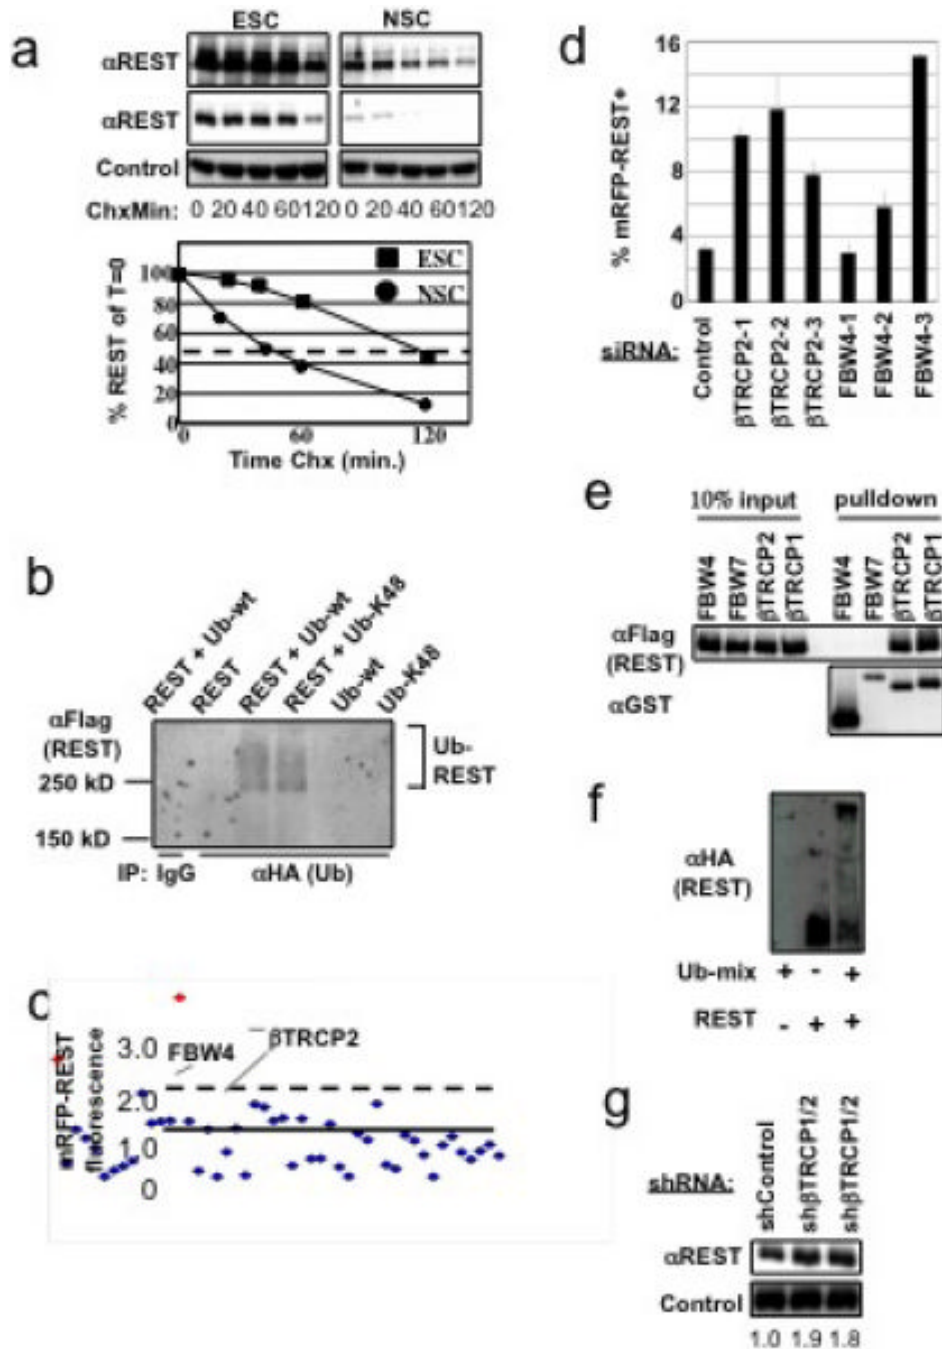 a
ESC NSC
αREST
αREST
Control
ChxMin: 0 20 40 60 120 0 20 40 60 120
% REST of T=0
100
80
60
40
20
0
ESC
NSC
0 60 120
Time Chx (min.)
b
REST + Ub-wt
REST
REST + Ub-wt
REST + Ub-K48
Ub-wt
Ub-K48
αFlag
(REST)
250 kD
150 kD
Ub-
REST
IP: IgG αHA (Ub)
c
mRFP-REST
fluorescence
3.0
2.0
1.0
0
FBW4
βTRCP2
d
% mRFP-REST+
16
12
8
4
0
siRNA:
Control
βTRCP2-1
βTRCP2-2
βTRCP2-3
FBW4-1
FBW4-2
FBW4-3
e
10% input pulldown
FBW4
FBW7
βTRCP2
βTRCP1
FBW4
FBW7
βTRCP2
βTRCP1
αFlag
(REST)
αGST
f
αHA
(REST)
Ub-mix + - +
REST - + +
g
shRNA:
shControl
shβTRCP1/2
shβTRCP1/2
αREST
Control
1.0 1.9 1.8